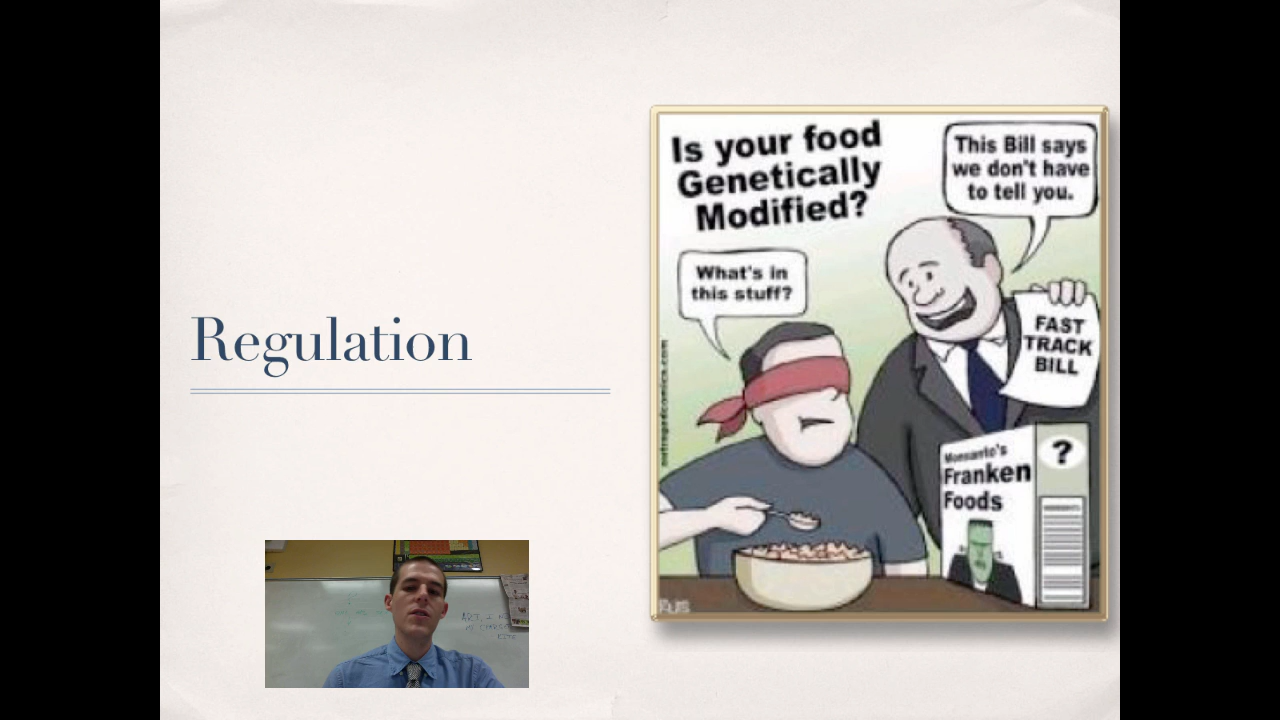 Regulation
Is your food
Genetically
Modified?
This Bill says
we don't have
to tell you.
What's in
this stuff?
FAST
TRACK
BILL
Monsanto's
Franken
Foods
?